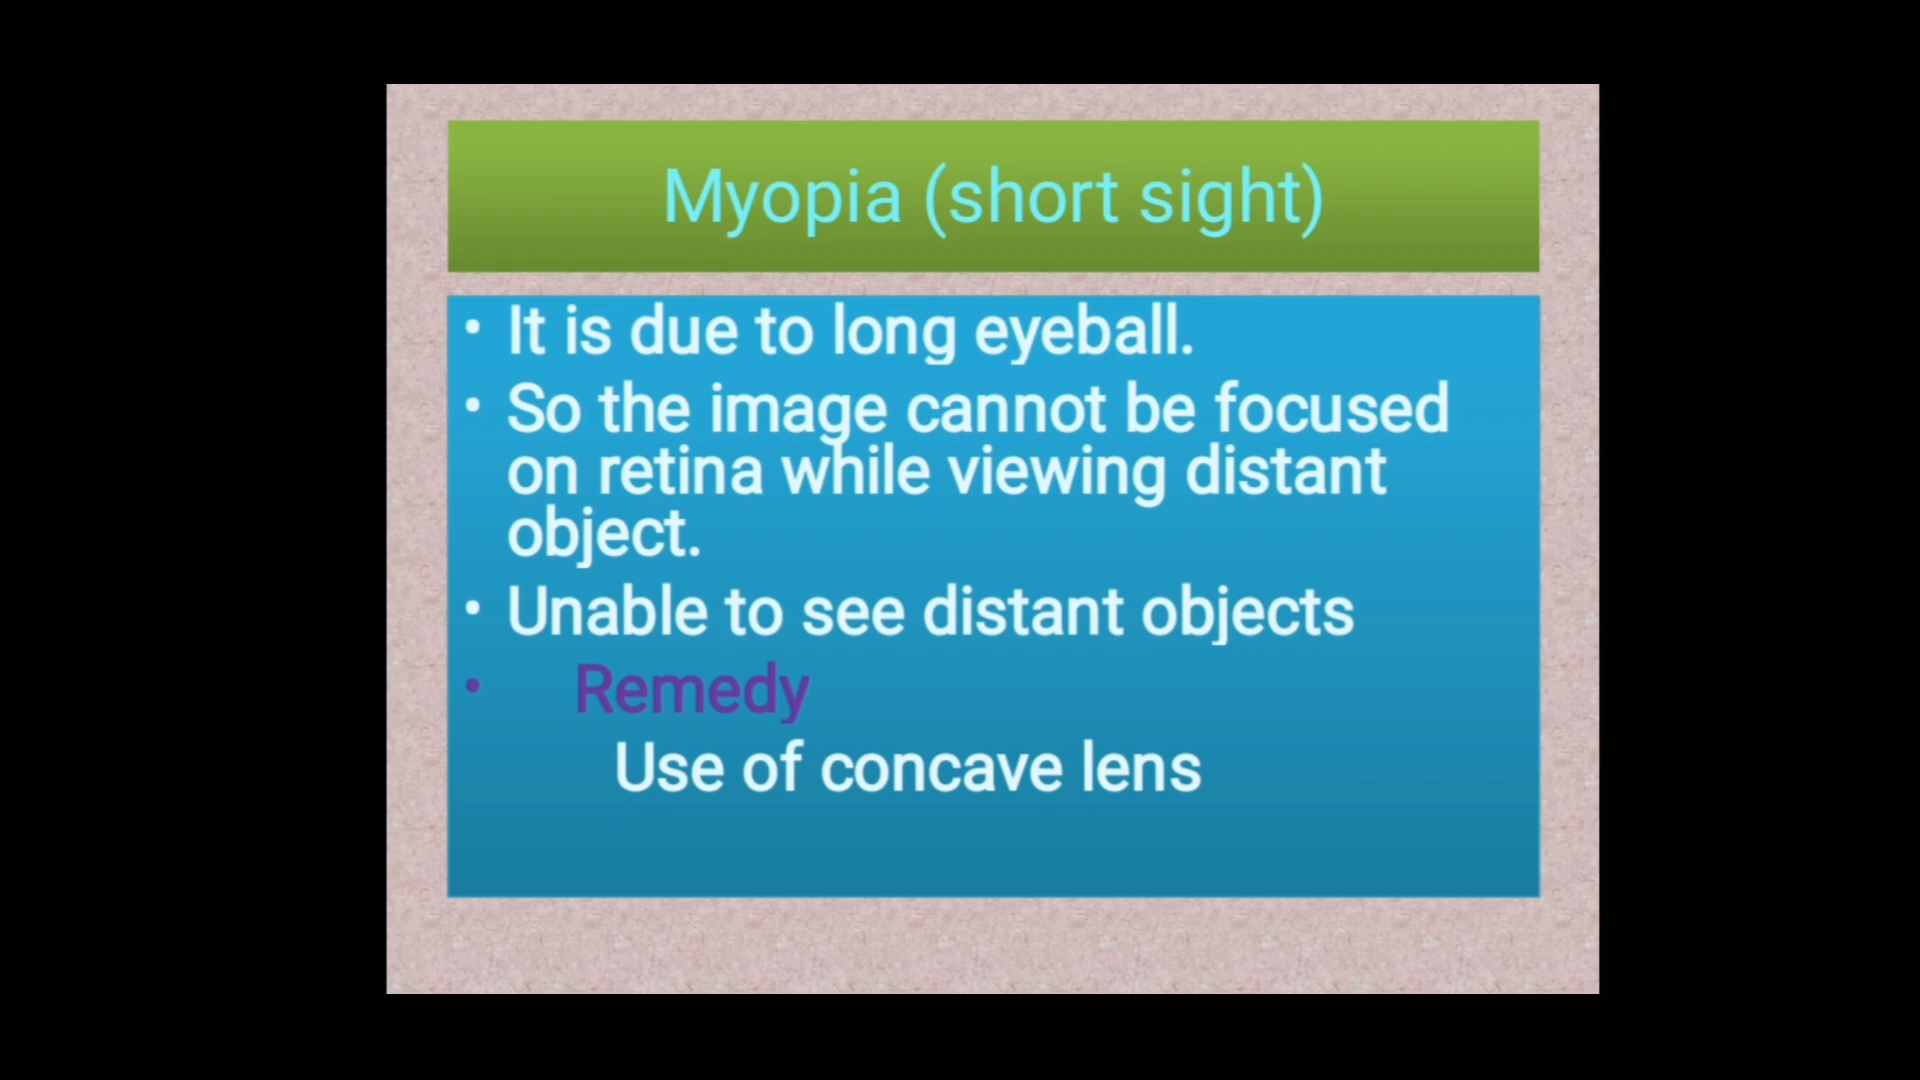 Myopia (short sight)
• It is due to long eyeball.
• So the image cannot be focused
on retina while viewing distant
object.
• Unable to see distant objects
• Remedy
Use of concave lens